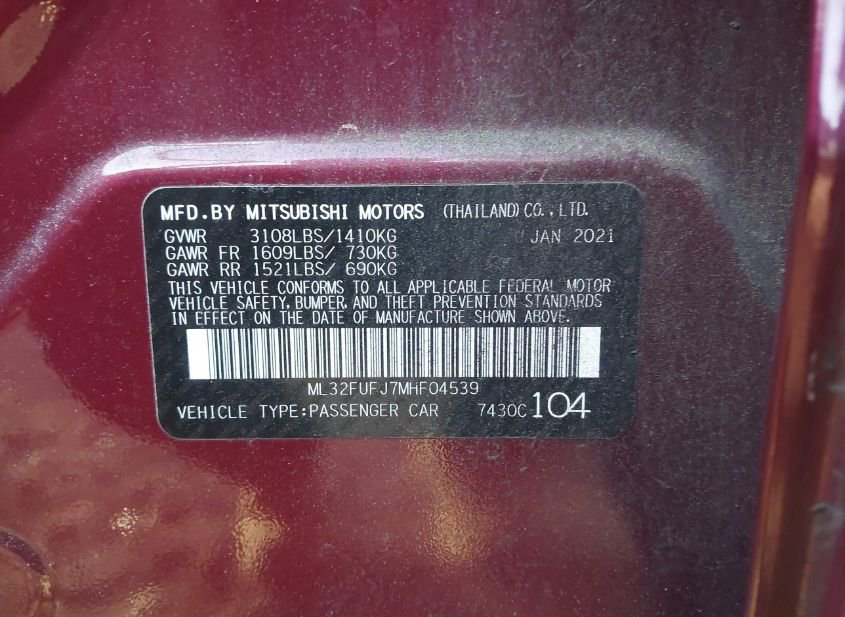 MFD.BY MITSUBISHI MOTORS (THAILAND)CO.,LTD.
GVWR 3108LBS/1410KG JAN 2021
GAWR FR 1609LBS/ 730KG
GAWR RR 1521LBS/ 690KG
THIS VEHICLE CONFORMS TO ALL APPLICABLE FEDERAL MOTOR
VEHICLE SAFETY, BUMPER, AND THEFT PREVENTION STANDARDS
IN EFFECT ON THE DATE OF MANUFACTURE SHOWN ABOVE.
ML32FUFJ7MHF04539
VEHICLE TYPE:PASSENGER CAR 7430C 104